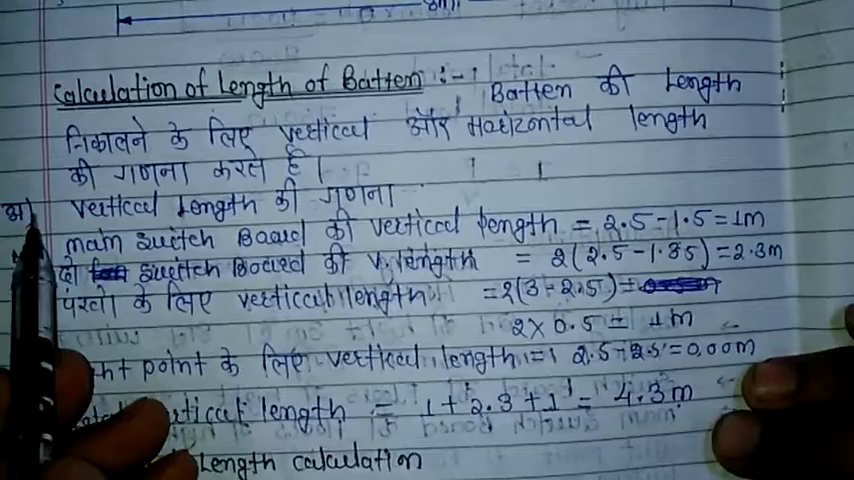 Calculation of Length of Batten :- Batten की Length
निकालने के लिए vertical और Horizontal length
की गणना करते हैं।
अ) vertical Length की गणना
main switch Board की vertical length = 2.5-1.5=1m
दो switch Board की v. length = 2(2.5-1.35)=2.3m
पंखो के लिए vertical length =2(3-2.5)=
2×0.5= 1m
ht point के लिए vertical length = 2.5-2.5=0.00m
tical length = 1+2.3+1= 4.3m
Length calculation